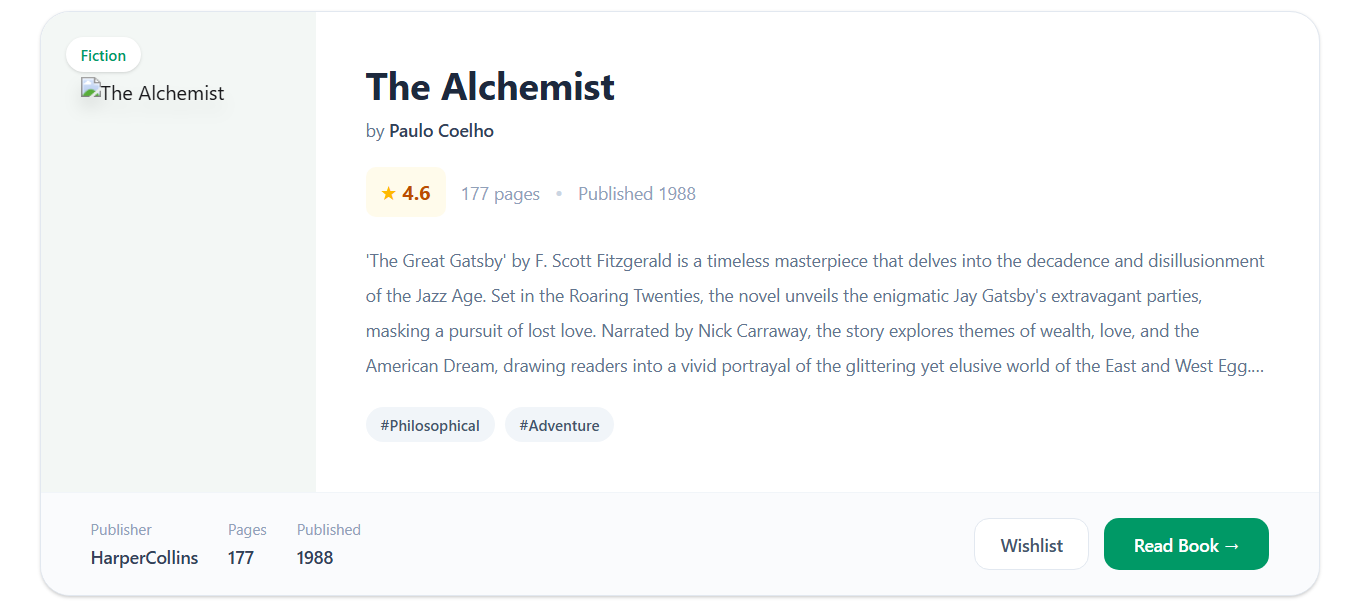 Fiction
The Alchemist
The Alchemist
by Paulo Coelho
★ 4.6 177 pages • Published 1988
'The Great Gatsby' by F. Scott Fitzgerald is a timeless masterpiece that delves into the decadence and disillusionment
of the Jazz Age. Set in the Roaring Twenties, the novel unveils the enigmatic Jay Gatsby's extravagant parties,
masking a pursuit of lost love. Narrated by Nick Carraway, the story explores themes of wealth, love, and the
American Dream, drawing readers into a vivid portrayal of the glittering yet elusive world of the East and West Egg....
#Philosophical #Adventure
Publisher Pages Published
HarperCollins 177 1988
Wishlist Read Book →